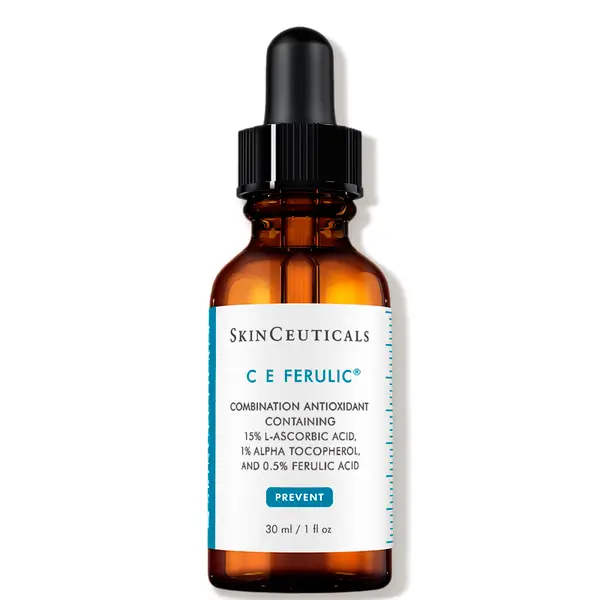 SKINCEUTICALS
C E FERULIC®
COMBINATION ANTIOXIDANT
CONTAINING
15% L-ASCORBIC ACID,
1% ALPHA TOCOPHEROL,
AND 0.5% FERULIC ACID
PREVENT
30 ml / 1 fl oz